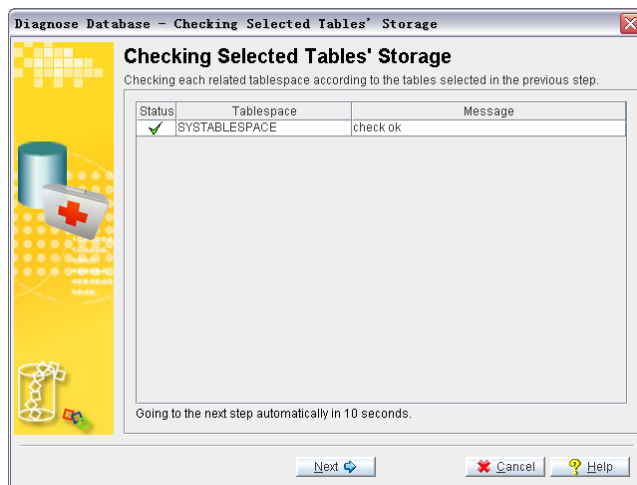 Diagnose Database - Checking Selected Tables' Storage
Checking Selected Tables' Storage
Checking each related tablespace according to the tables selected in the previous step.
Status Tablespace Message
SYSTABLESPACE check ok
Going to the next step automatically in 10 seconds.
Next Cancel Help